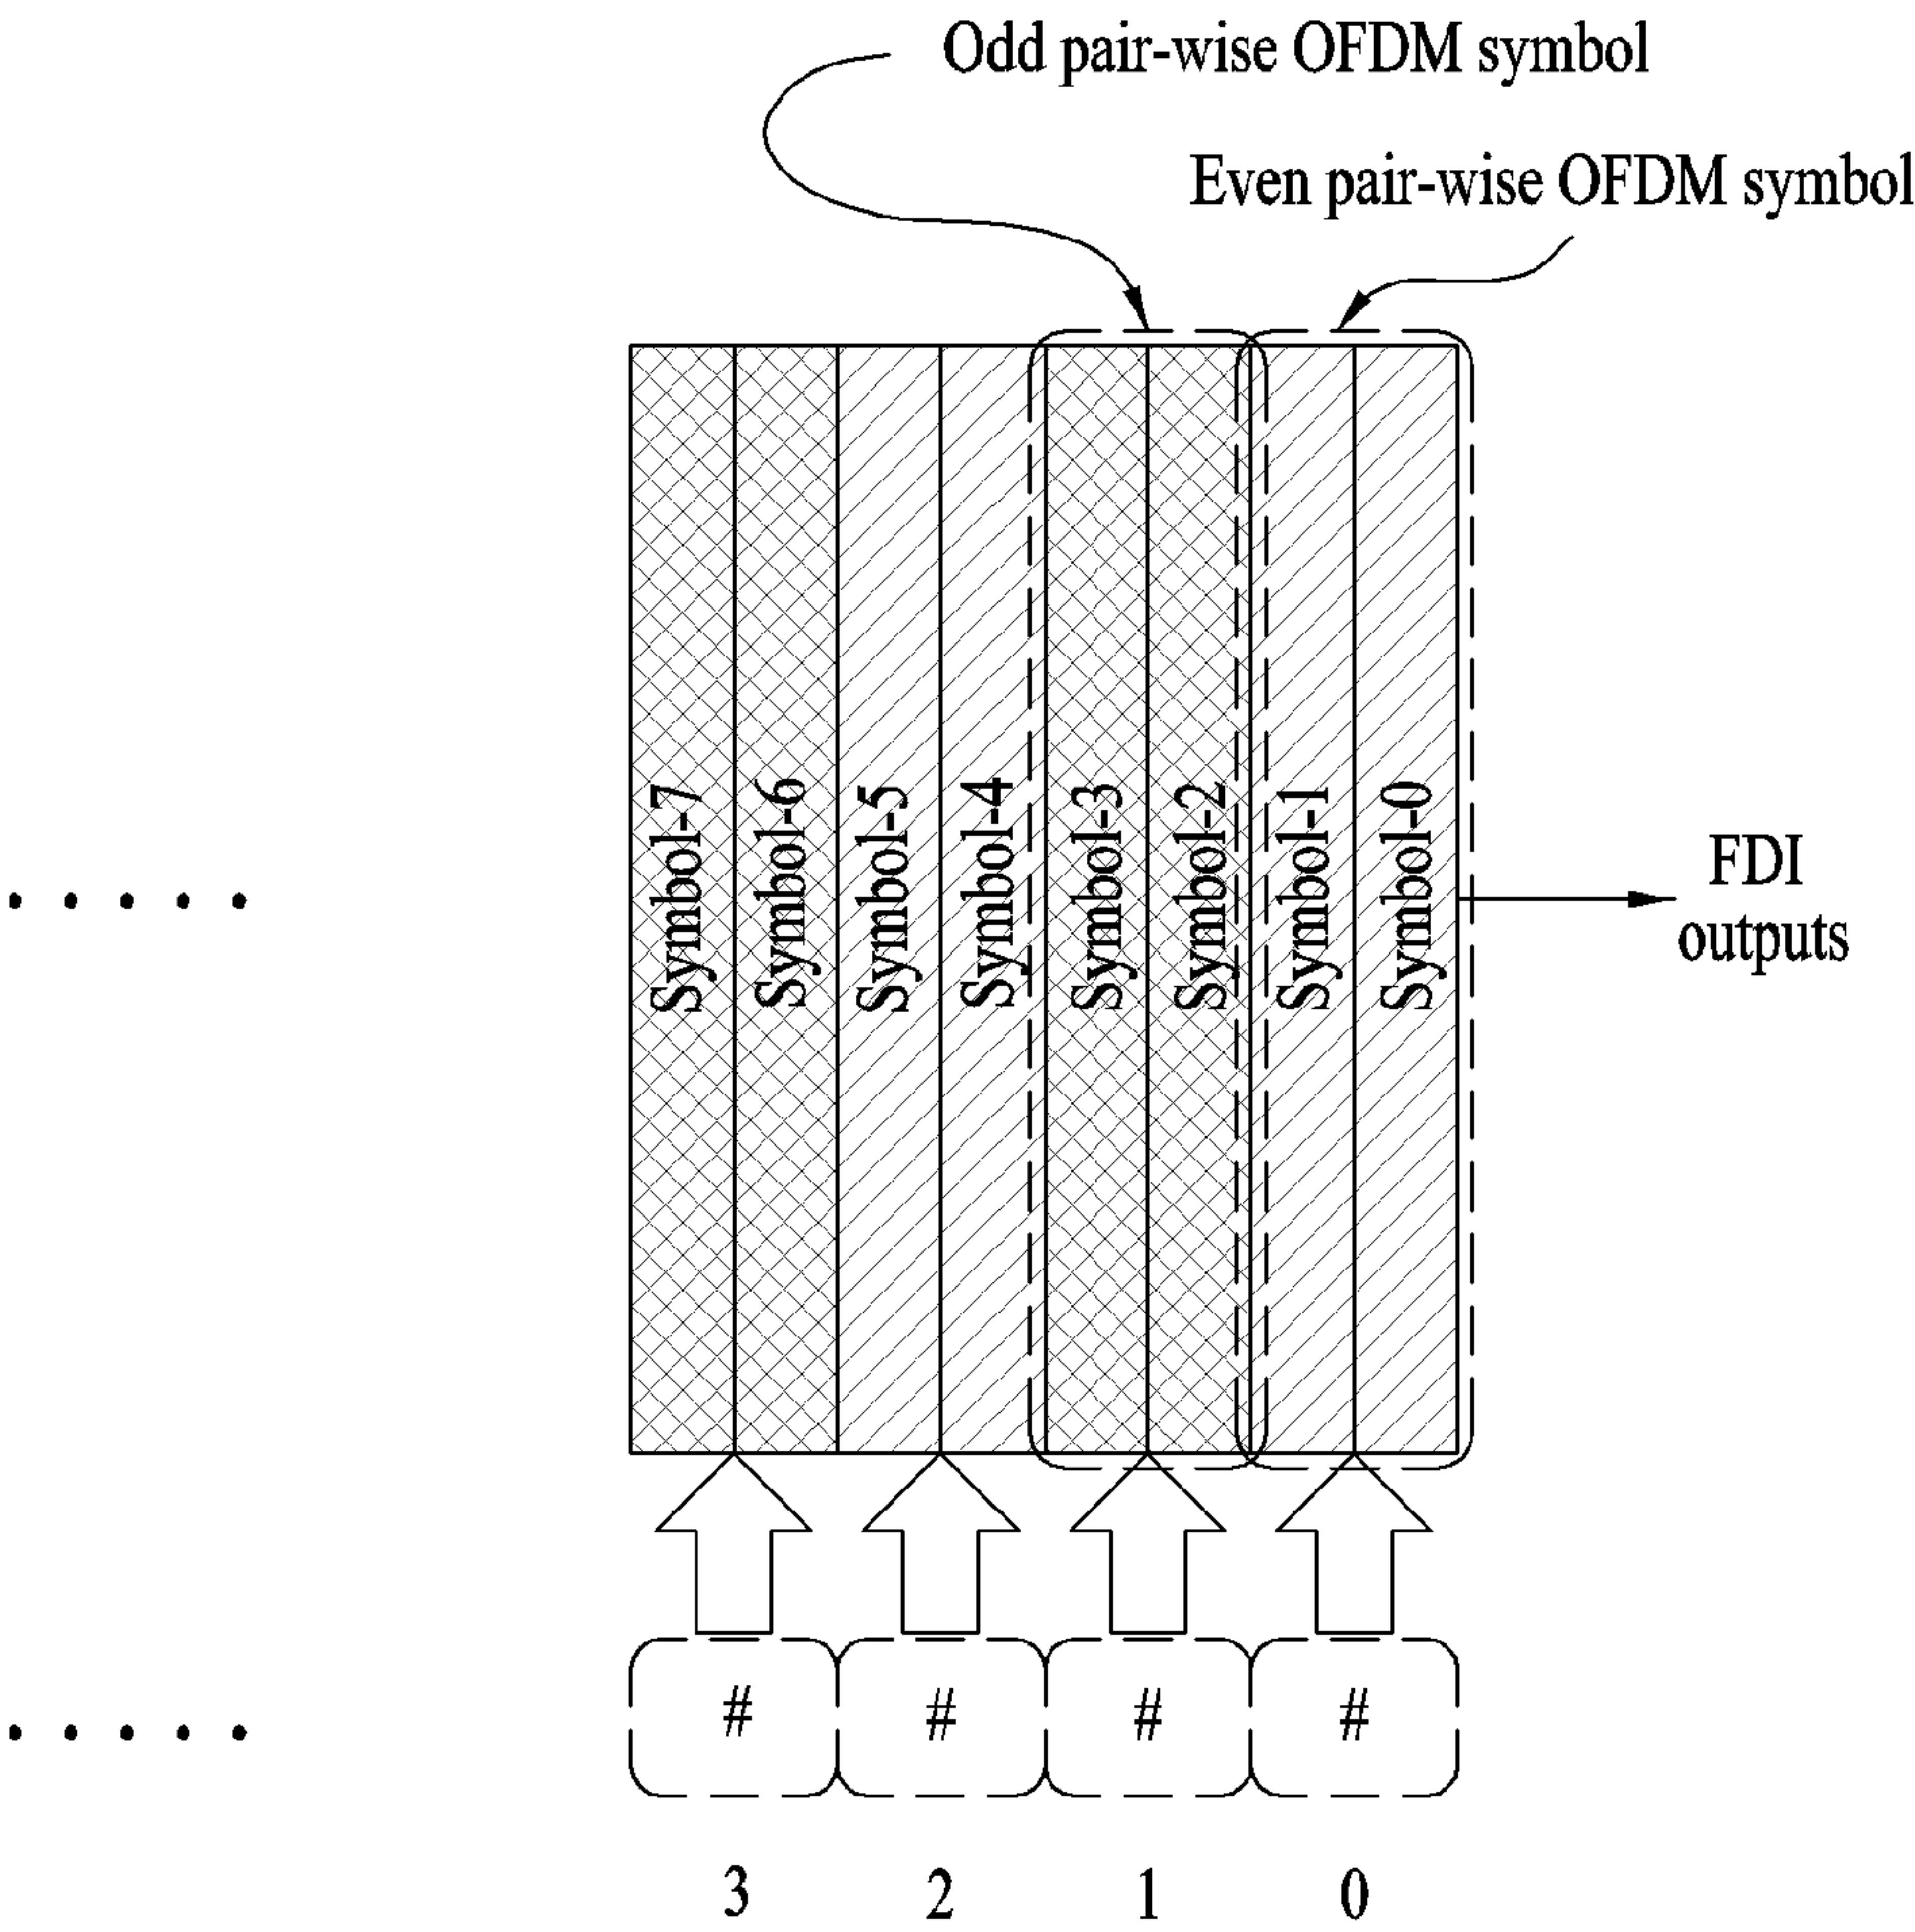 Odd pair-wise OFDM symbol
Even pair-wise OFDM symbol
Symbol-7
Symbol-6
Symbol-5
Symbol-4
Symbol-3
Symbol-2
Symbol-1
Symbol-0
FDI
outputs
# # # #
3 2 1 0